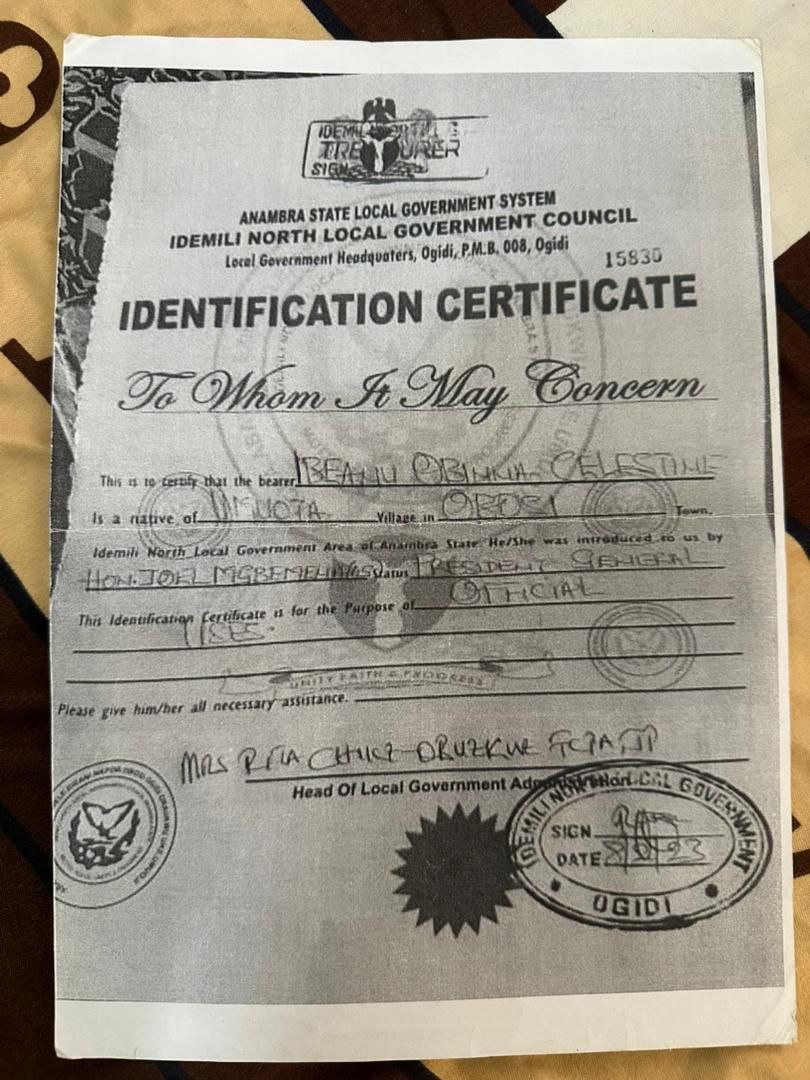 IDEMILI NORTH
TREASURER
SIGN
ANAMBRA STATE LOCAL GOVERNMENT SYSTEM
IDEMILI NORTH LOCAL GOVERNMENT COUNCIL
Local Government Headquaters, Ogidi, P.M.B. 008, Ogidi
15830
IDENTIFICATION CERTIFICATE
To Whom It May Concern
This is to certify that the bearer IBEANU OBINNA CELESTINE
Is a native of UMUOTA Village in OBOSI Town,
Idemili North Local Government Area of Anambra State. He/She was introduced to us by
HON. JOEL Status PRESIDENT GENERAL
This Identification Certificate is for the Purpose of OFFICIAL
USES.
UNITY FAITH & PROGRESS
Please give him/her all necessary assistance.
MRS RITA FCPA, JP
Head Of Local Government Administration
IDEMILI NORTH LOCAL GOVERNMENT
SIGN
DATE
OGIDI